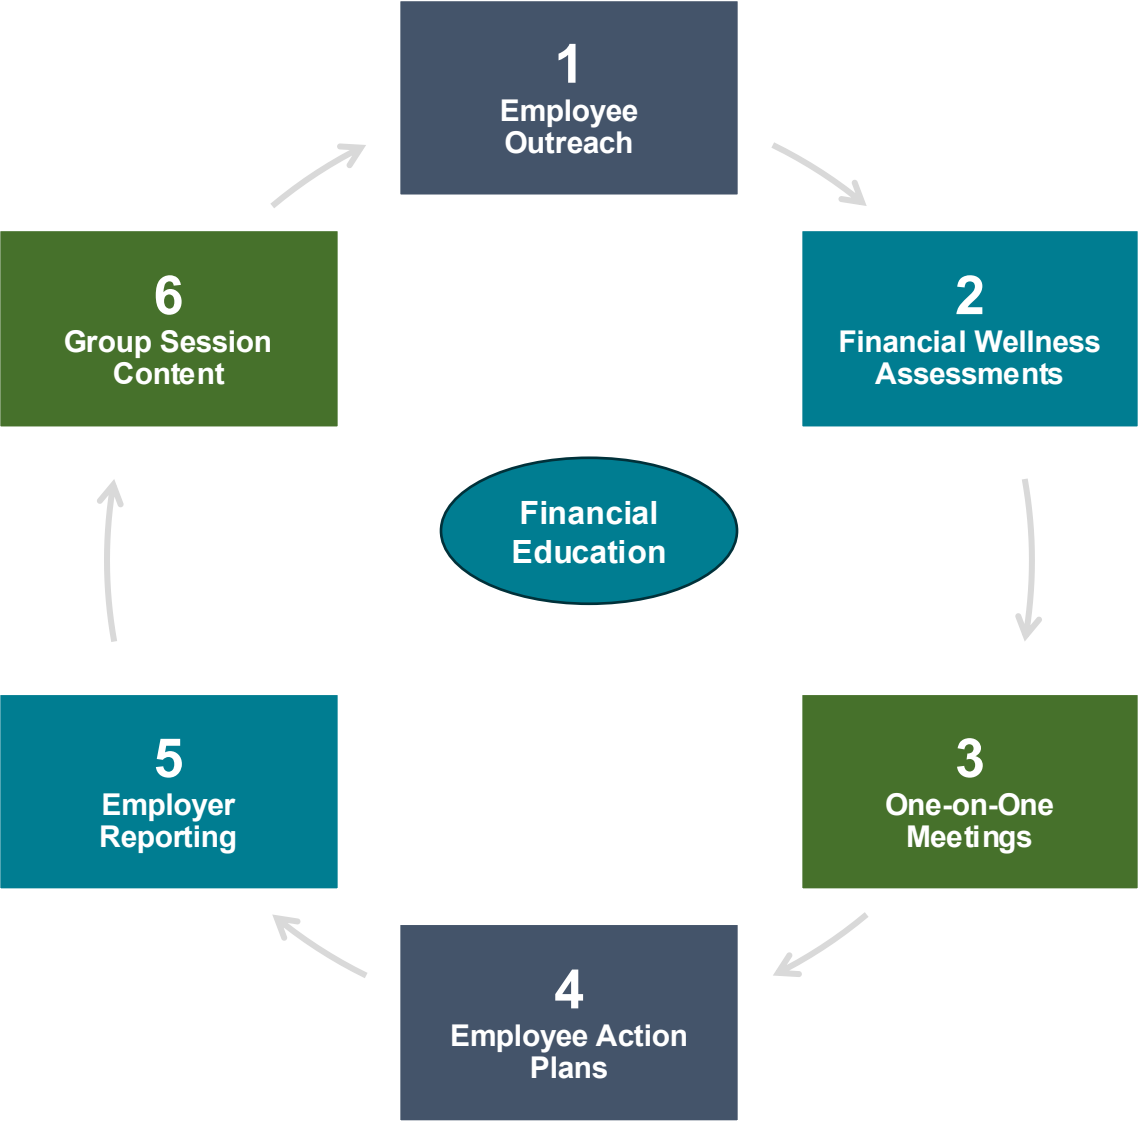 1
Employee
Outreach
2
Financial Wellness
Assessments
3
One-on-One
Meetings
4
Employee Action
Plans
5
Employer
Reporting
6
Group Session
Content
Financial
Education